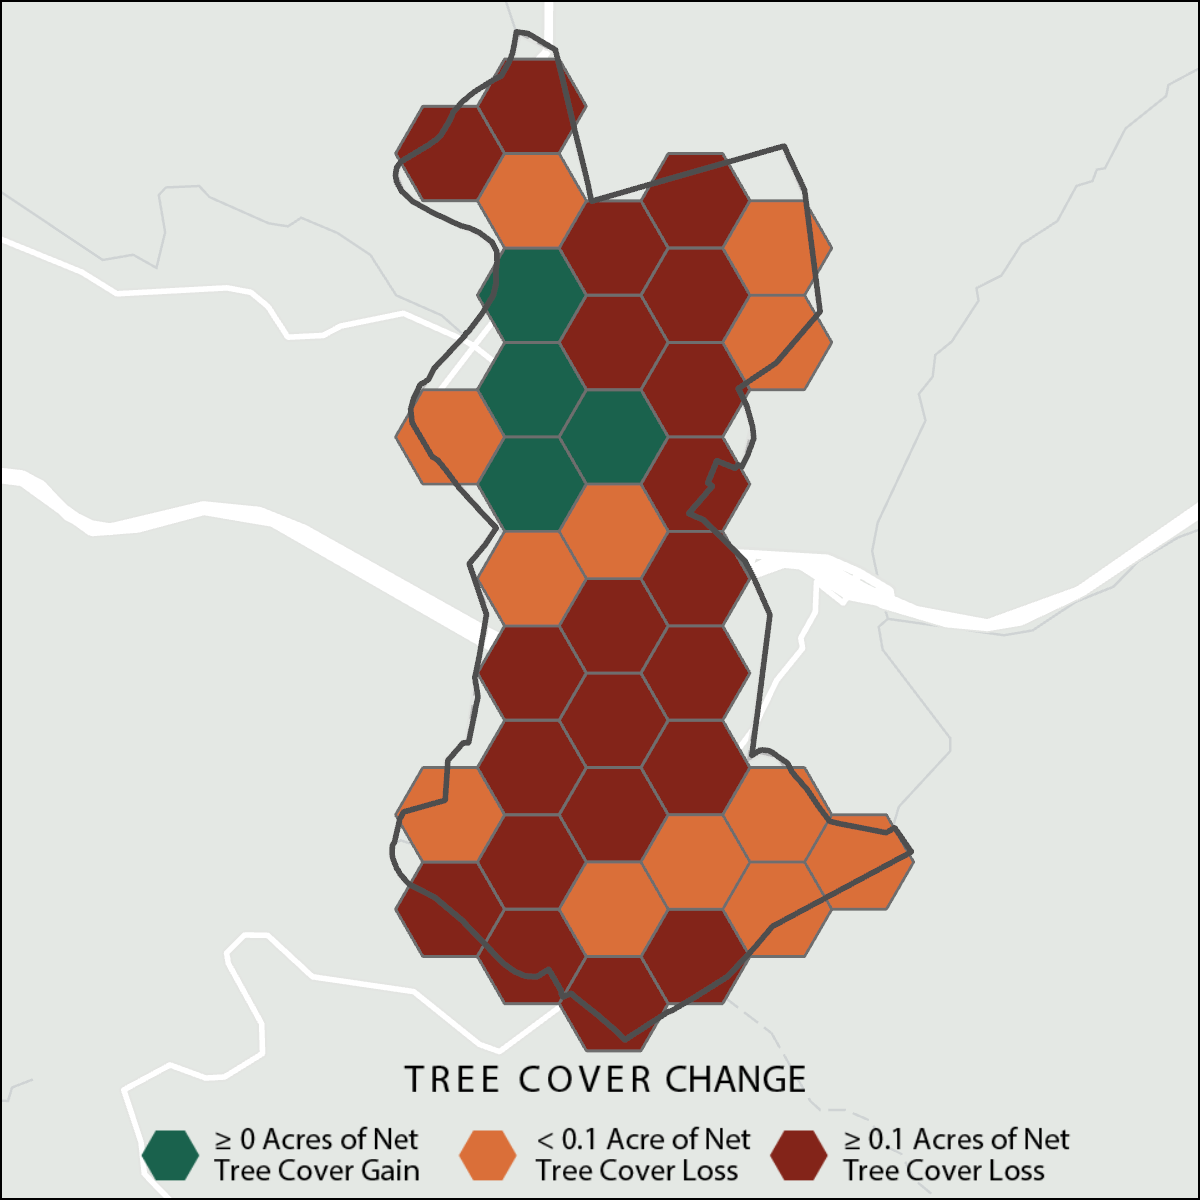 TREE COVER CHANGE
≥ 0 Acres of Net
Tree Cover Gain
< 0.1 Acre of Net
Tree Cover Loss
≥ 0.1 Acres of Net
Tree Cover Loss